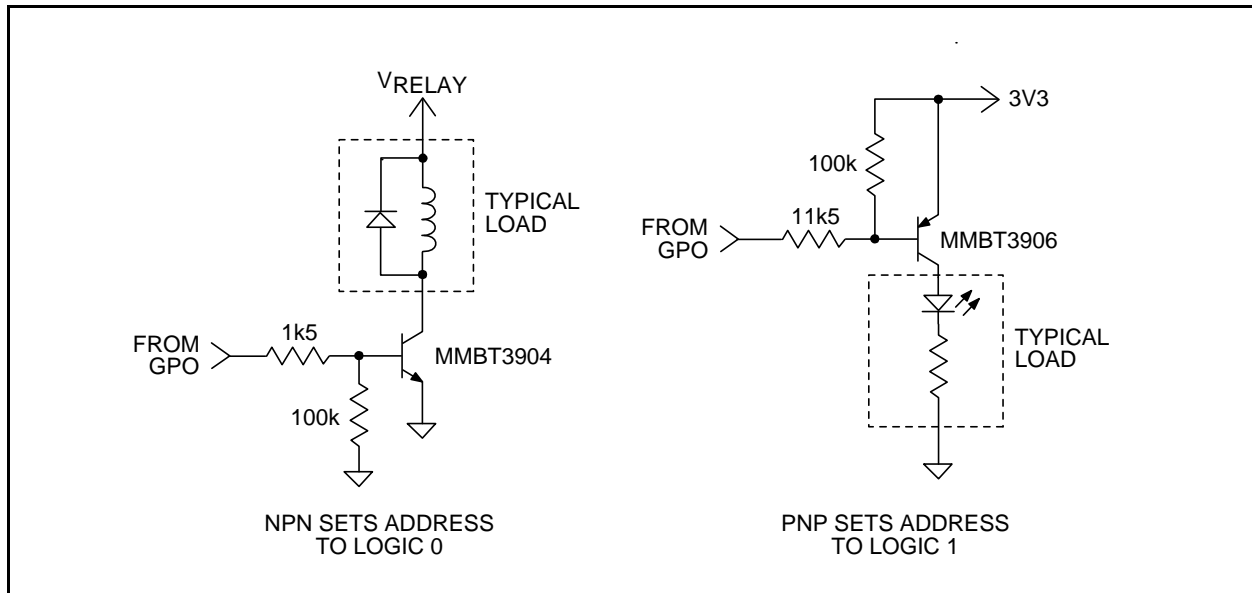 VRELAY
TYPICAL
LOAD
FROM
GPO
1k5
MMBT3904
100k
NPN SETS ADDRESS
TO LOGIC 0
3V3
100k
FROM
GPO
11k5
MMBT3906
TYPICAL
LOAD
PNP SETS ADDRESS
TO LOGIC 1